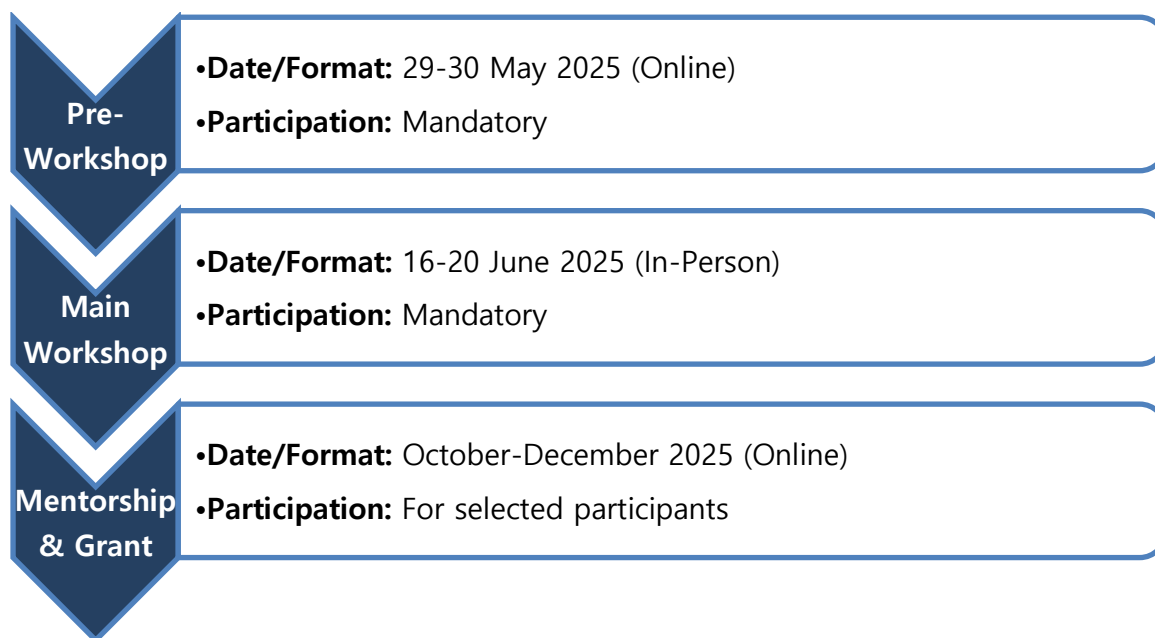 Pre-
Workshop
•Date/Format: 29-30 May 2025 (Online)
•Participation: Mandatory
Main
Workshop
•Date/Format: 16-20 June 2025 (In-Person)
•Participation: Mandatory
Mentorship
& Grant
•Date/Format: October-December 2025 (Online)
•Participation: For selected participants